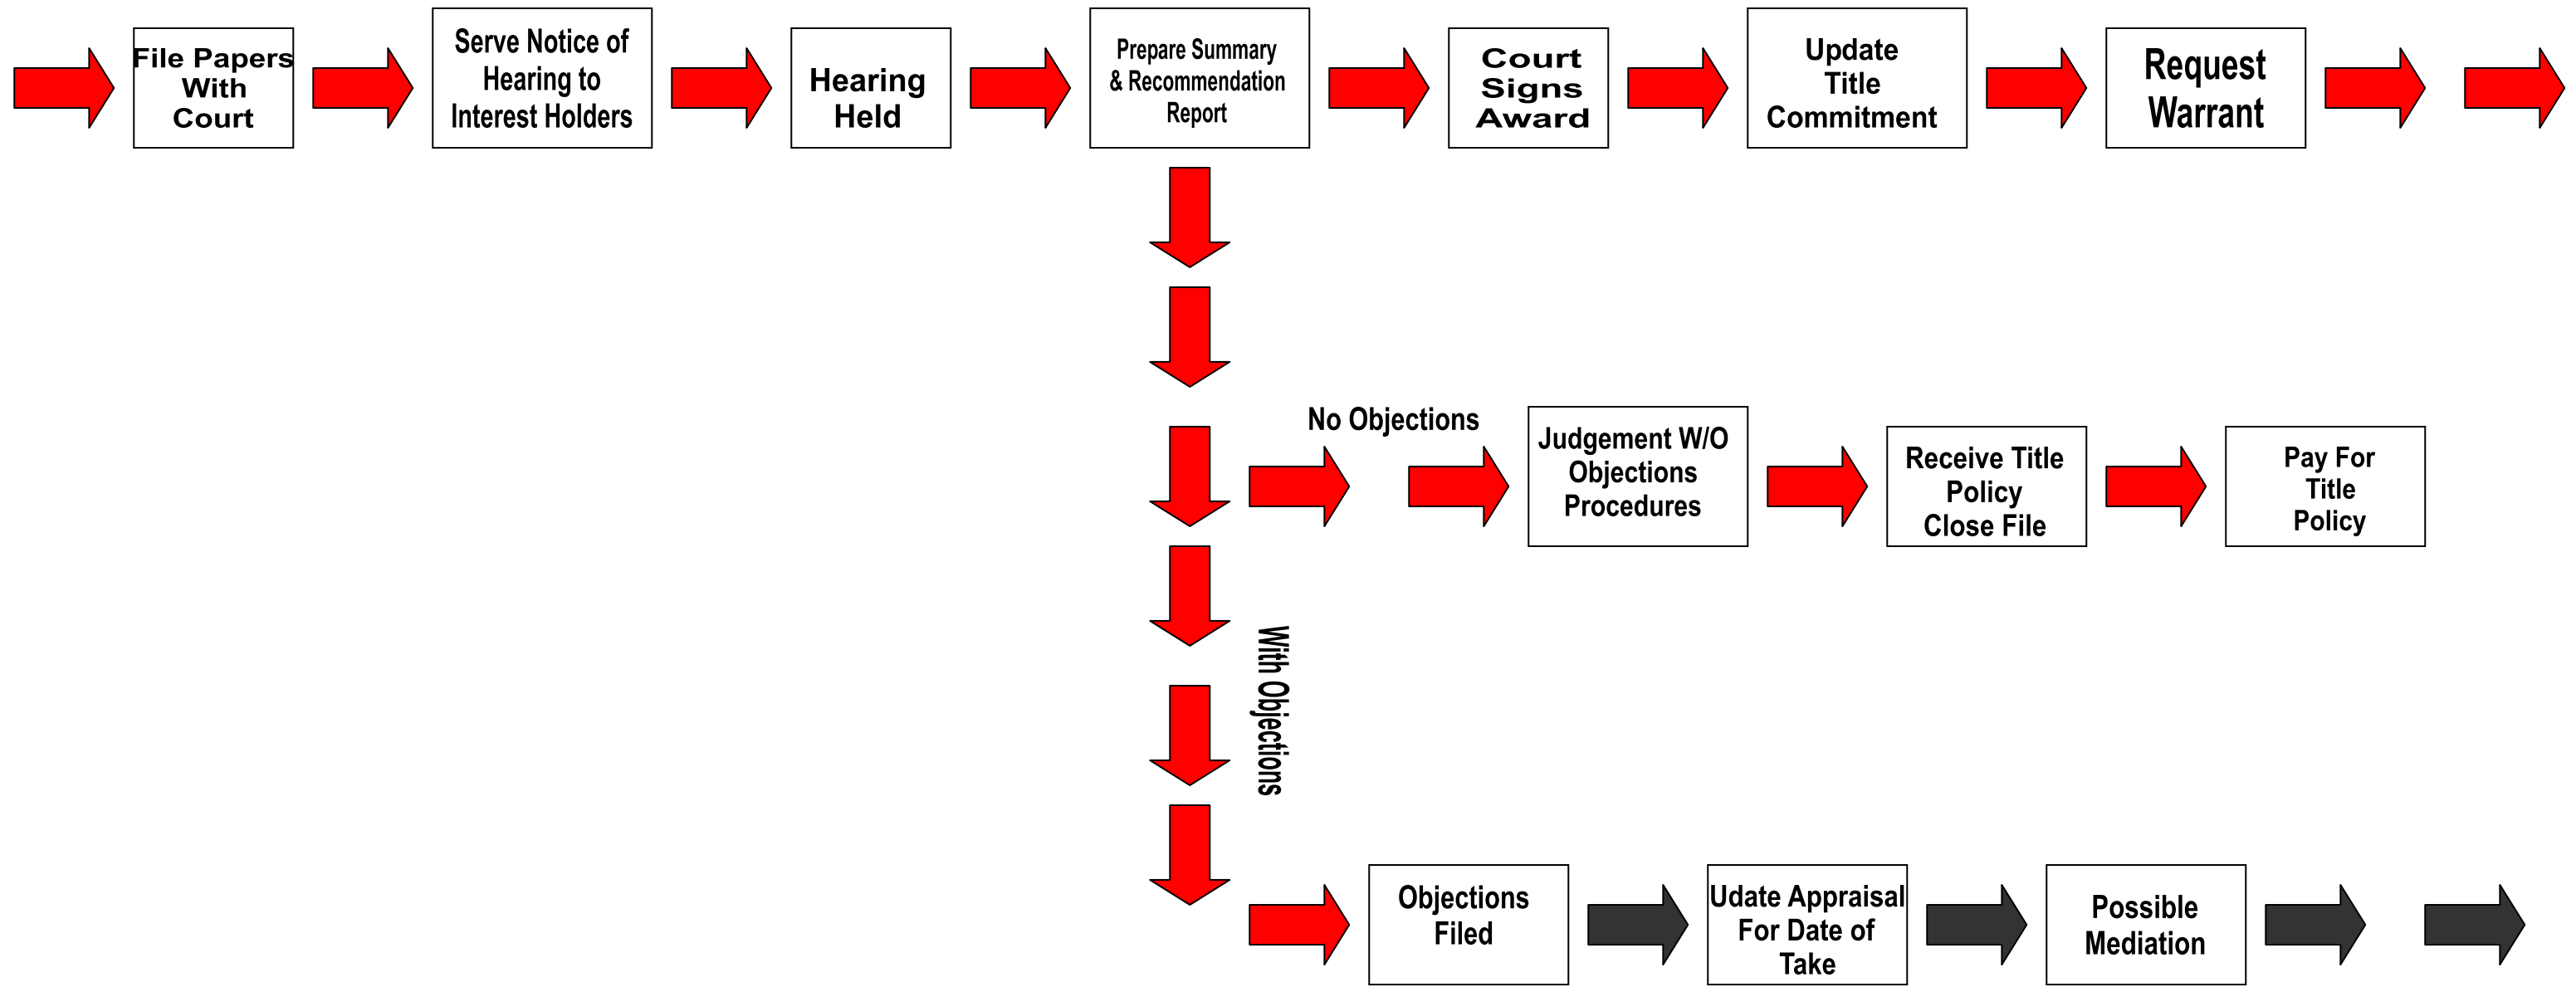 File Papers
With
Court
Serve Notice of
Hearing to
Interest Holders
Hearing
Held
Prepare Summary
& Recommendation
Report
Court
Signs
Award
Update
Title
Commitment
Request
Warrant
No Objections
Judgement W/O
Objections
Procedures
Receive Title
Policy
Close File
Pay For
Title
Policy
With Objections
Objections
Filed
Udate Appraisal
For Date of
Take
Possible
Mediation